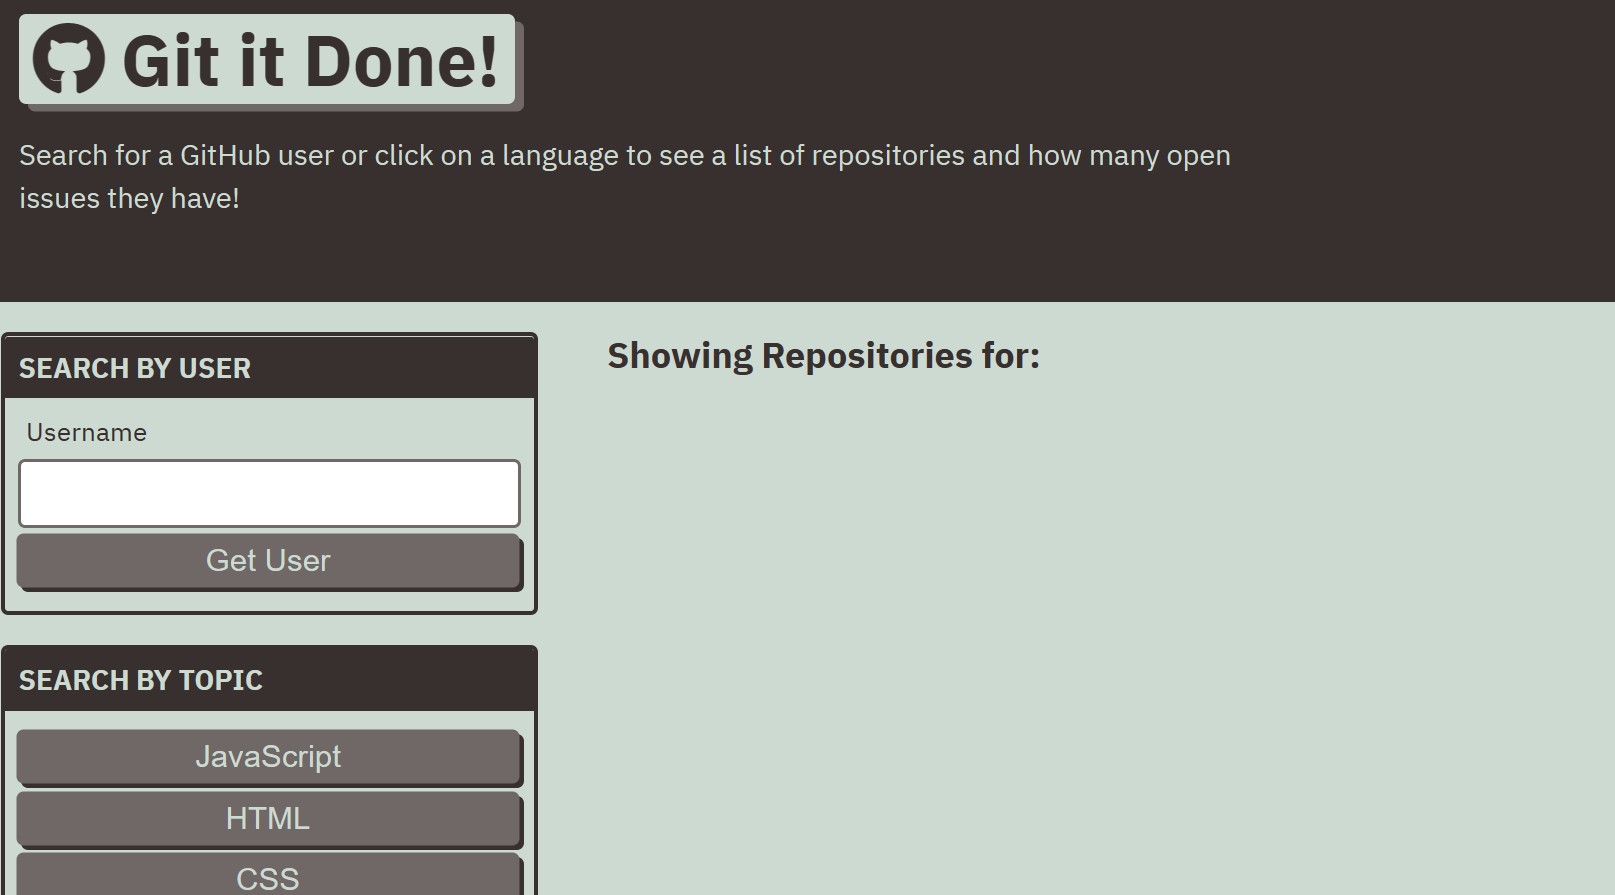 Git it Done!
Search for a GitHub user or click on a language to see a list of repositories and how many open
issues they have!
SEARCH BY USER
Username
Get User
Showing Repositories for:
SEARCH BY TOPIC
JavaScript
HTML
CSS